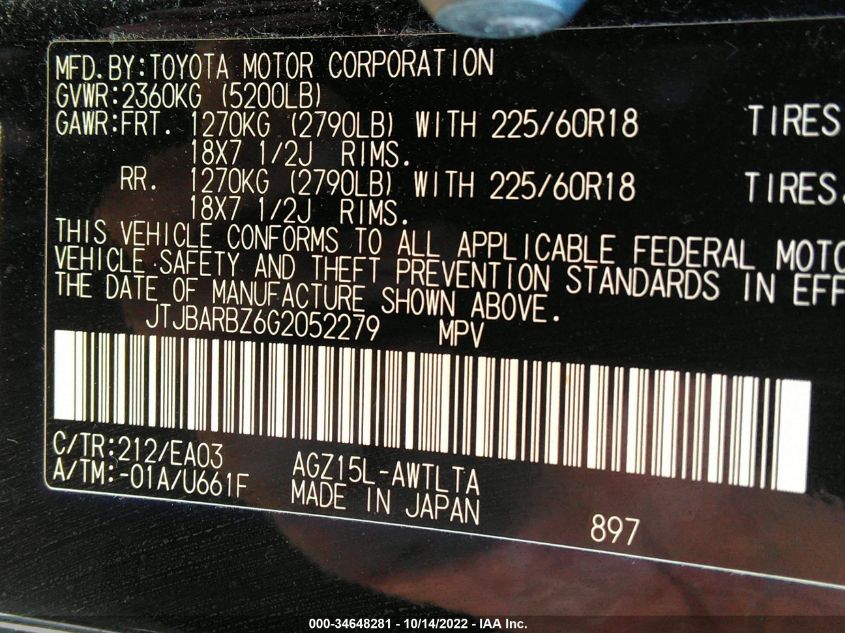 MFD.BY:TOYOTA MOTOR CORPORATION
GVWR:2360KG (5200LB)
GAWR:FRT. 1270KG (2790LB) WITH 225/60R18 TIRES.
18X7 1/2J RIMS.
RR. 1270KG (2790LB) WITH 225/60R18 TIRES.
18X7 1/2J RIMS.
THIS VEHICLE CONFORMS TO ALL APPLICABLE FEDERAL MOTO
VEHICLE SAFETY AND THEFT PREVENTION STANDARDS IN EFF
THE DATE OF MANUFACTURE SHOWN ABOVE.
JTJBARBZ6G2052279 MPV
C/TR:212/EA03 AGZ15L-AWTLTA
A/TM:-01A/U661F MADE IN JAPAN 897
000-34648281 - 10/14/2022 - IAA Inc.